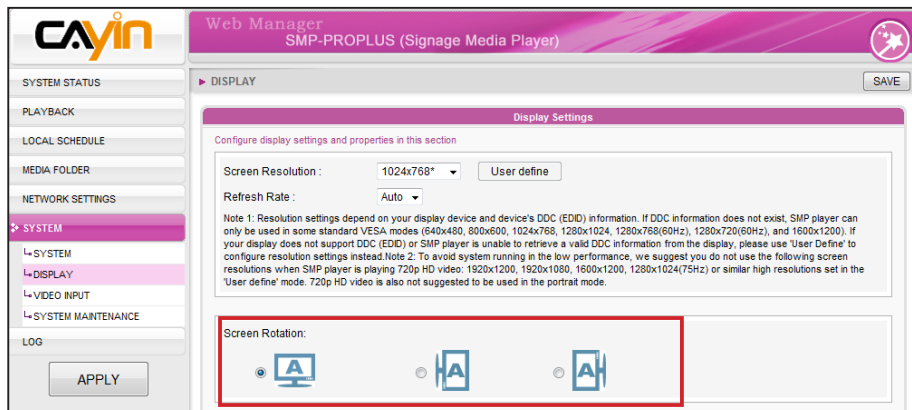 CAYIN
Web Manager
SMP-PROPLUS (Signage Media Player)
SYSTEM STATUS
PLAYBACK
LOCAL SCHEDULE
MEDIA FOLDER
NETWORK SETTINGS
SYSTEM
SYSTEM
DISPLAY
VIDEO INPUT
SYSTEM MAINTENANCE
LOG
APPLY
DISPLAY
SAVE
Display Settings
Configure display settings and properties in this section
Screen Resolution : 1024x768* User define
Refresh Rate : Auto
Note 1: Resolution settings depend on your display device and device's DDC (EDID) information. If DDC information does not exist, SMP player can
only be used in some standard VESA modes (640x480, 800x600, 1024x768, 1280x1024, 1280x768(60Hz), 1280x720(60Hz), and 1600x1200). If
your display does not support DDC (EDID) or SMP player is unable to retrieve a valid DDC information from the display, please use 'User Define' to
configure resolution settings instead.Note 2: To avoid system running in the low performance, we suggest you do not use the following screen
resolutions when SMP player is playing 720p HD video: 1920x1200, 1920x1080, 1600x1200, 1280x1024(75Hz) or similar high resolutions set in the
'User define' mode. 720p HD video is also not suggested to be used in the portrait mode.
Screen Rotation:
A A A